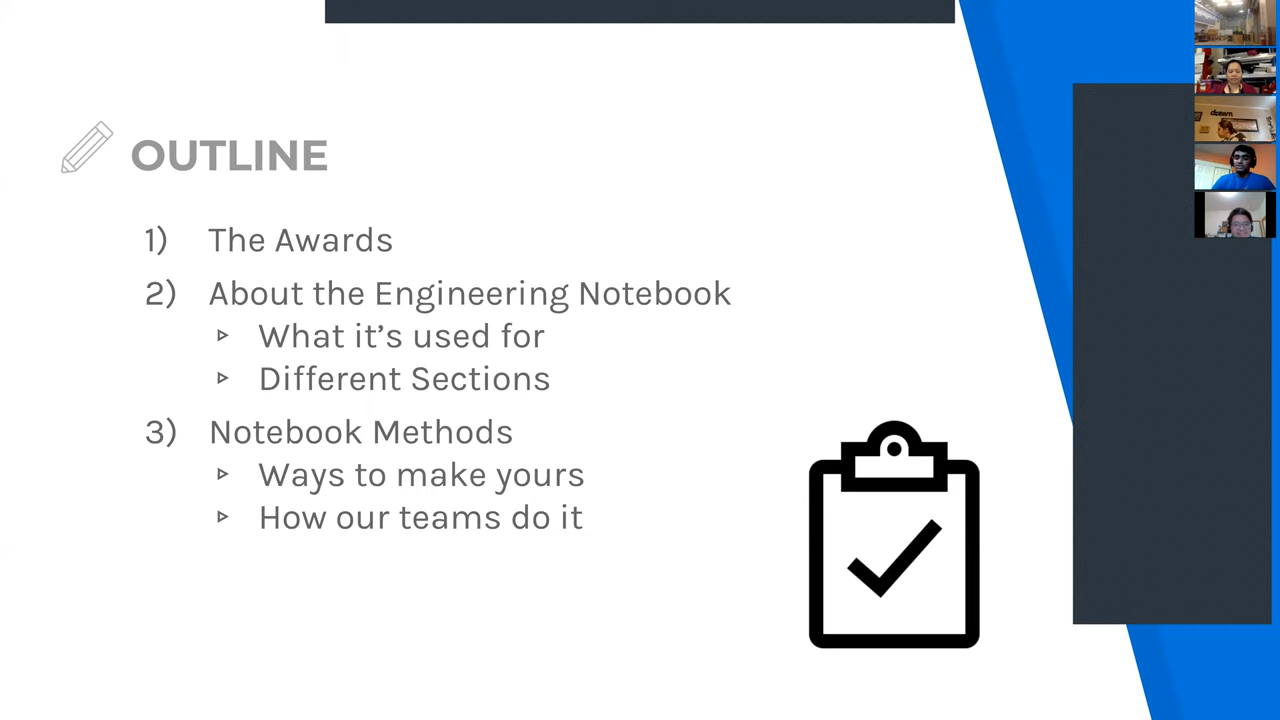 OUTLINE
1) The Awards
2) About the Engineering Notebook
▹ What it's used for
▹ Different Sections
3) Notebook Methods
▹ Ways to make yours
▹ How our teams do it
dream